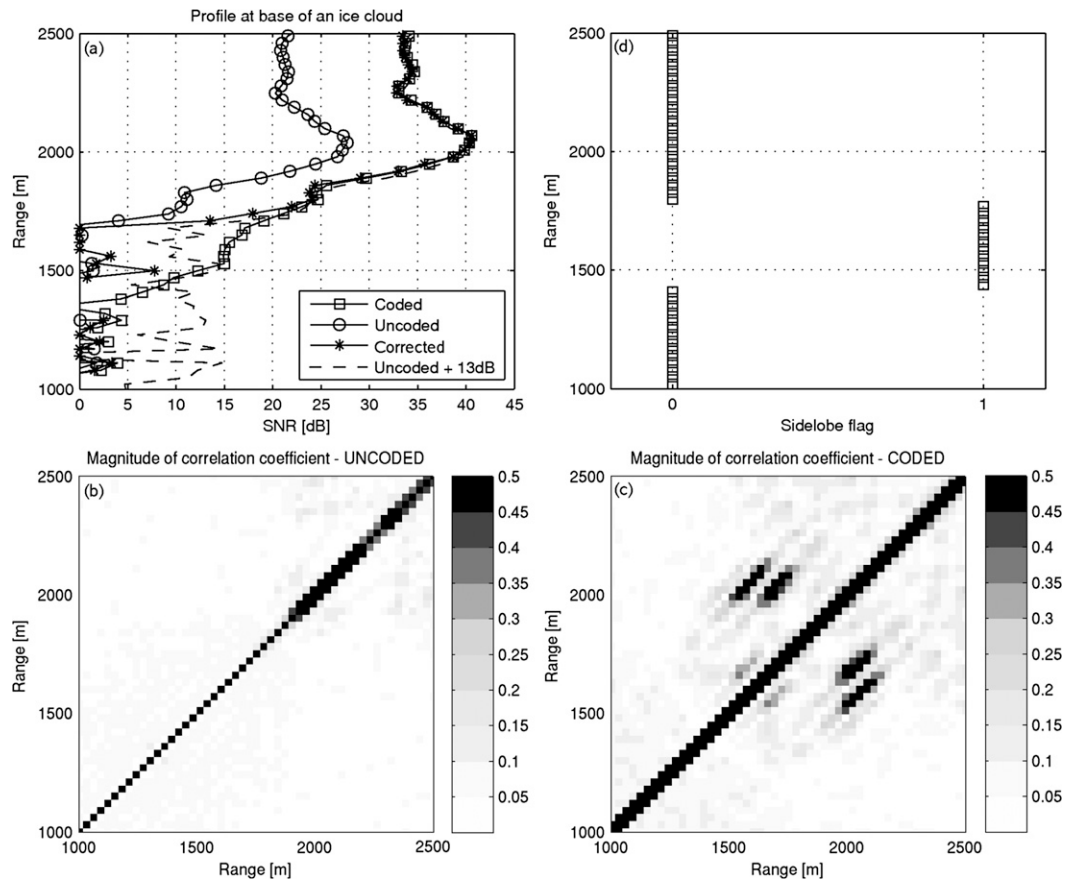 Profile at base of an ice cloud
(a)
2500
2000
1500
1000
Range [m]
0 5 10 15 20 25 30 35 40 45
SNR [dB]
Coded
Uncoded
Corrected
Uncoded + 13dB
(d)
2500
2000
1500
1000
Range [m]
0 1
Sidelobe flag
Magnitude of correlation coefficient - UNCODED
(b)
2500
2000
1500
1000
Range [m]
1000 1500 2000 2500
Range [m]
0.5
0.45
0.4
0.35
0.3
0.25
0.2
0.15
0.1
0.05
Magnitude of correlation coefficient - CODED
(c)
2500
2000
1500
1000
Range [m]
1000 1500 2000 2500
Range [m]
0.5
0.45
0.4
0.35
0.3
0.25
0.2
0.15
0.1
0.05